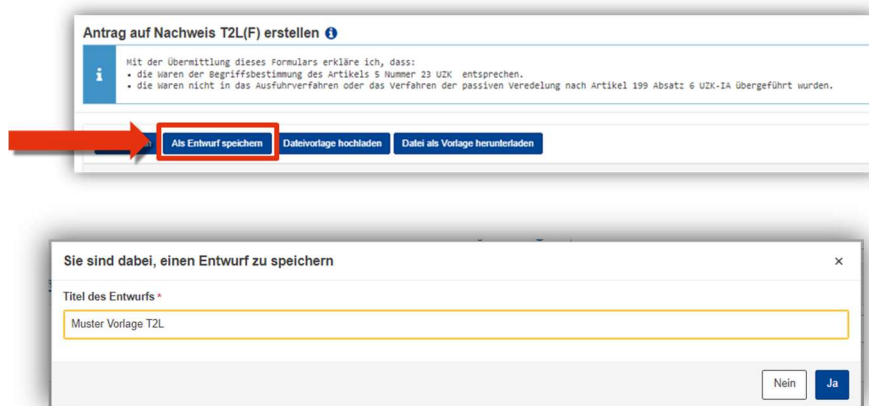 Antrag auf Nachweis T2L(F) erstellen
Mit der Übermittlung dieses Formulars erkläre ich, dass:
• die Waren der Begriffsbestimmung des Artikels 5 Nummer 23 UZK entsprechen.
• die Waren nicht in das Ausfuhrverfahren oder das Verfahren der passiven Veredelung nach Artikel 199 Absatz 6 UZK-IA übergeführt wurden.
Als Entwurf speichern Dateivorlage hochladen Datei als Vorlage herunterladen
Sie sind dabei, einen Entwurf zu speichern ×
Titel des Entwurfs *
Muster Vorlage T2L
Nein Ja